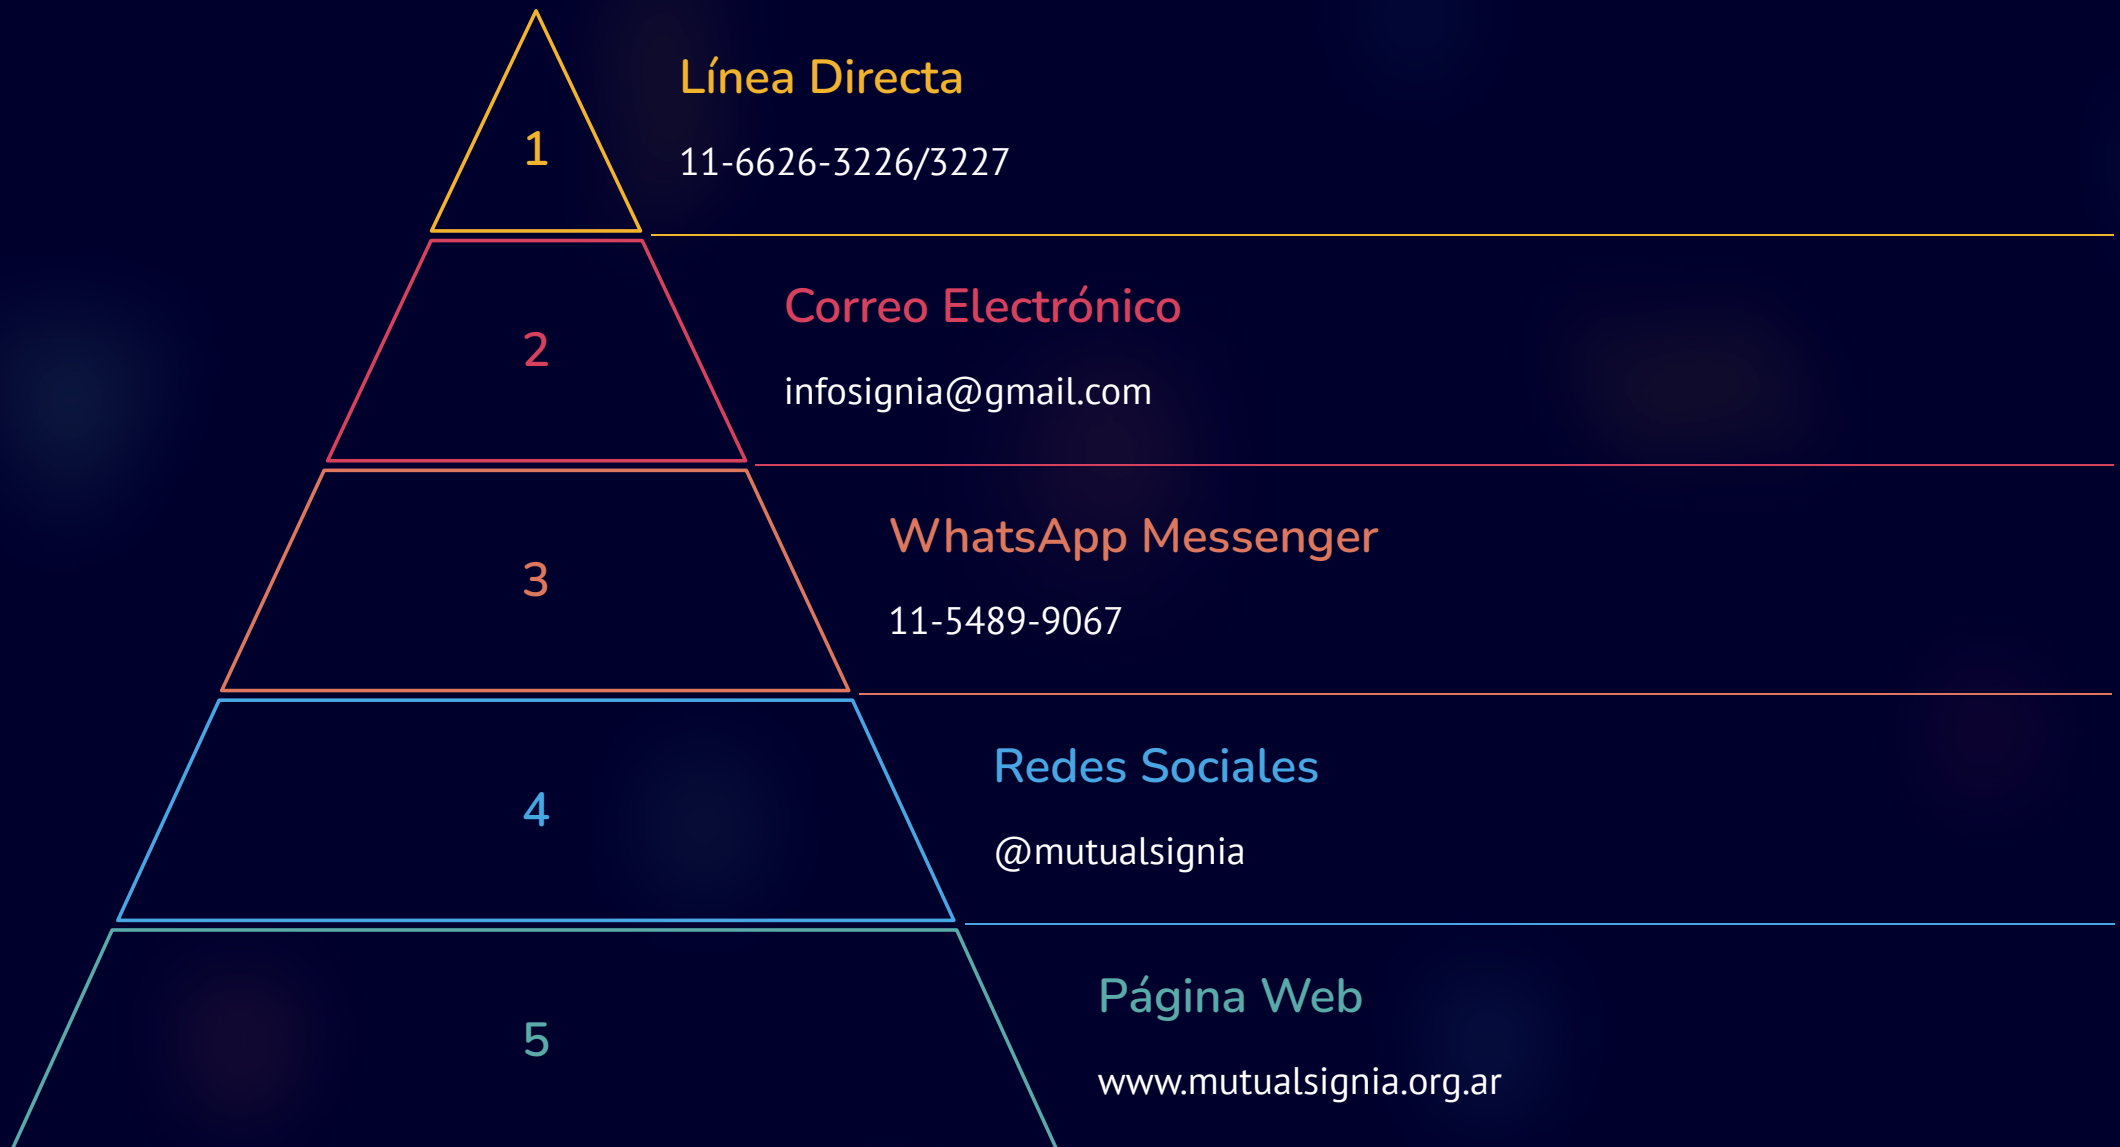 1
Línea Directa
11-6626-3226/3227
2
Correo Electrónico
infosignia@gmail.com
3
WhatsApp Messenger
11-5489-9067
4
Redes Sociales
@mutualsignia
5
Página Web
www.mutualsignia.org.ar